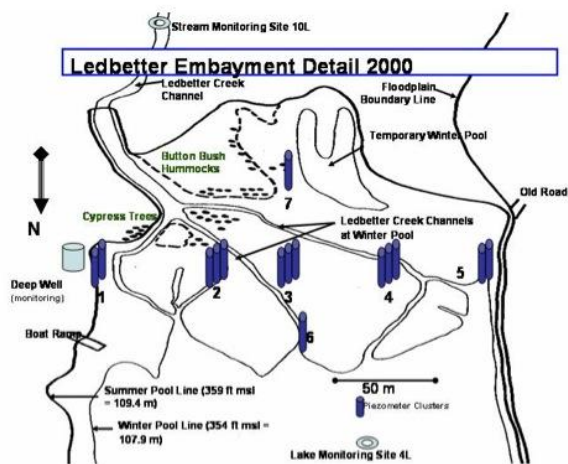 Stream Monitoring Site 10L
Ledbetter Embayment Detail 2000
Ledbetter Creek
Channel
Floodplain
Boundary Line
Button Bush
Hummocks
Temporary Winter Pool
7
Old Road
Cypress Trees
Ledbetter Creek Channels
at Winter Pool
N
Deep Well
(monitoring)
1
2
3
4
5
6
Boat Ramp
50 m
Summer Pool Line (359 ft msl
= 109.4 m)
Piezometer Clusters
Winter Pool Line (354 ft msl =
107.9 m)
Lake Monitoring Site 4L